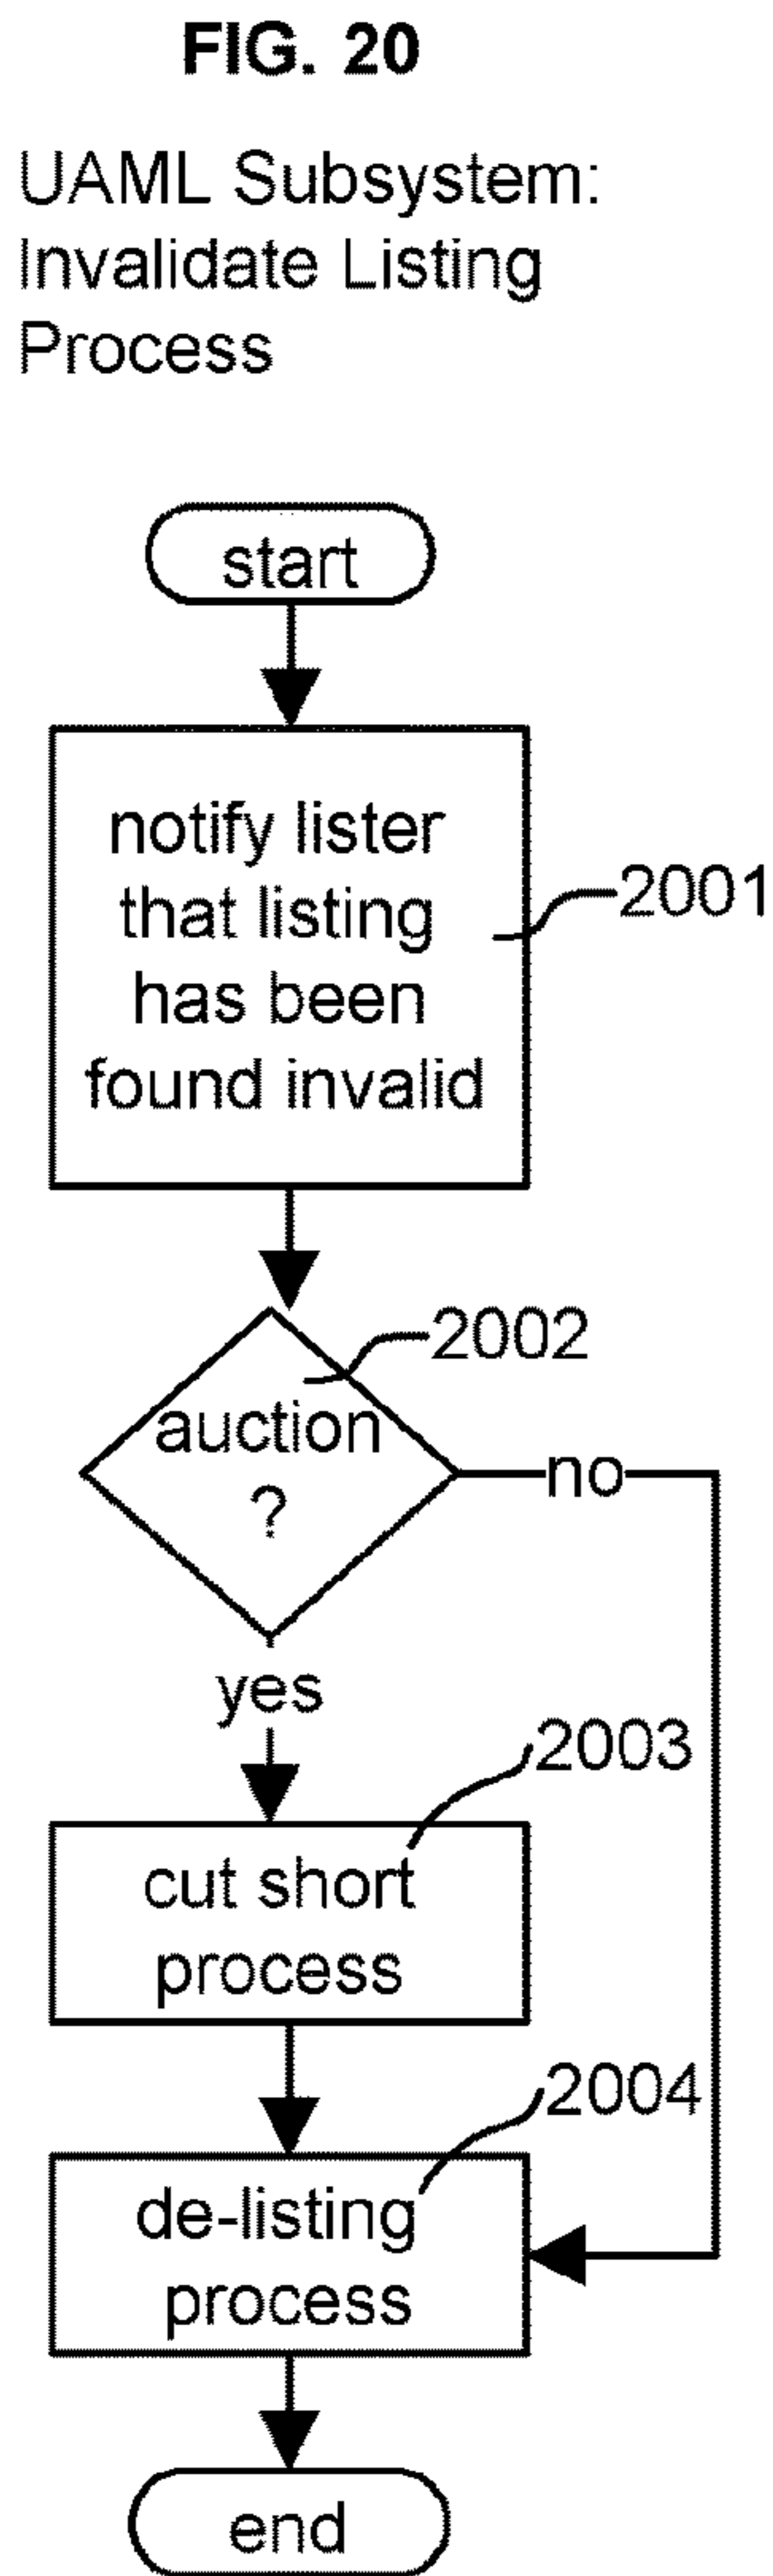 FIG. 20
UAML Subsystem:
Invalidate Listing
Process
start
notify lister
that listing
has been
found invalid
2001
2002
auction
?
no
yes
2003
cut short
process
2004
de-listing
process
end